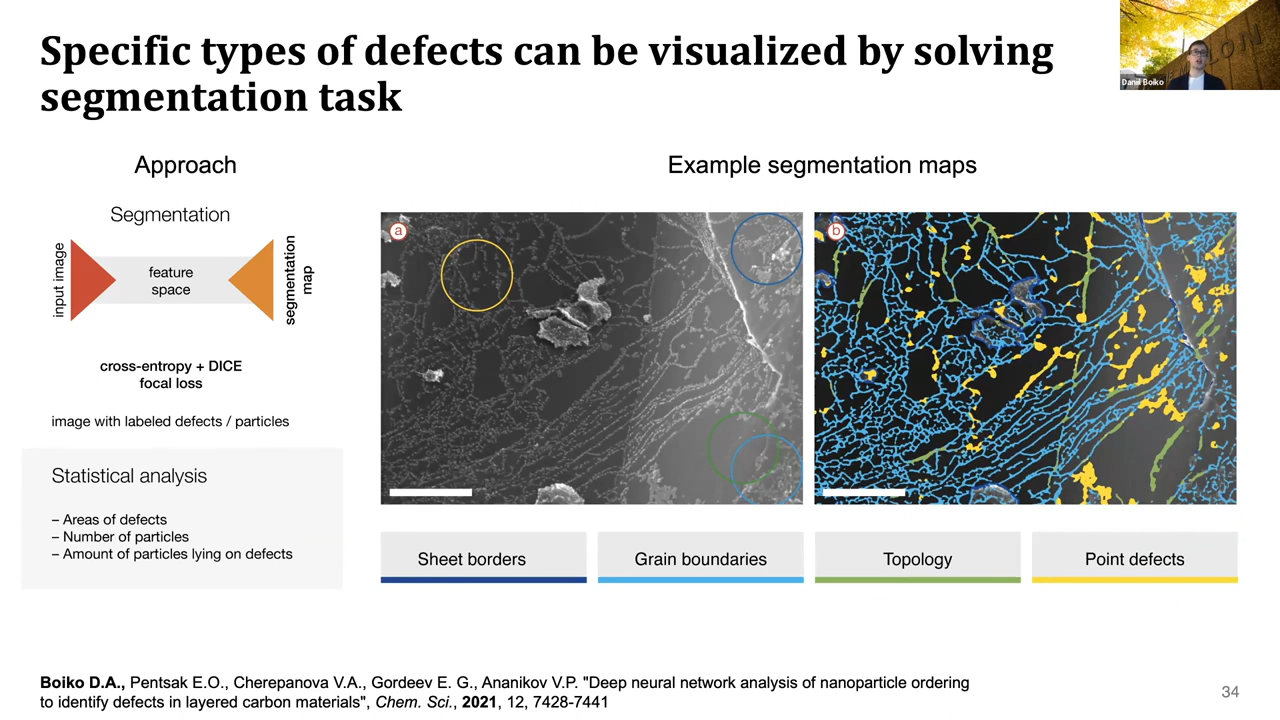 Specific types of defects can be visualized by solving
segmentation task
Daniil Boiko
Approach
Segmentation
input image
feature
space
segmentation
map
cross-entropy + DICE
focal loss
image with labeled defects / particles
Statistical analysis
– Areas of defects
– Number of particles
– Amount of particles lying on defects
Example segmentation maps
a
b
Sheet borders
Grain boundaries
Topology
Point defects
Boiko D.A., Pentsak E.O., Cherepanova V.A., Gordeev E. G., Ananikov V.P. "Deep neural network analysis of nanoparticle ordering
to identify defects in layered carbon materials", Chem. Sci., 2021, 12, 7428-7441
34